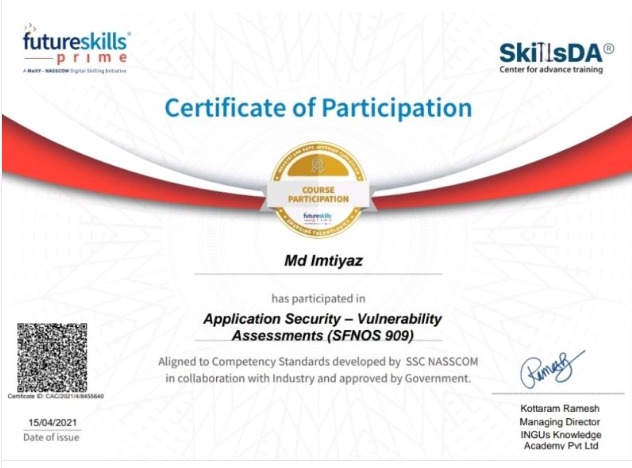 futureskills®
prime
A MeitY - NASSCOM Digital Skilling Initiative
SkillsDA®
Center for advance training
Certificate of Participation
COURSE
PARTICIPATION
futureskills
prime
Md Imtiyaz
has participated in
Application Security – Vulnerability
Assessments (SFNOS 909)
Aligned to Competency Standards developed by SSC NASSCOM
in collaboration with Industry and approved by Government.
Certificate ID: CAC/2021/4/8455640
15/04/2021
Date of issue
Ramesh
Kottaram Ramesh
Managing Director
INGUs Knowledge
Academy Pvt Ltd